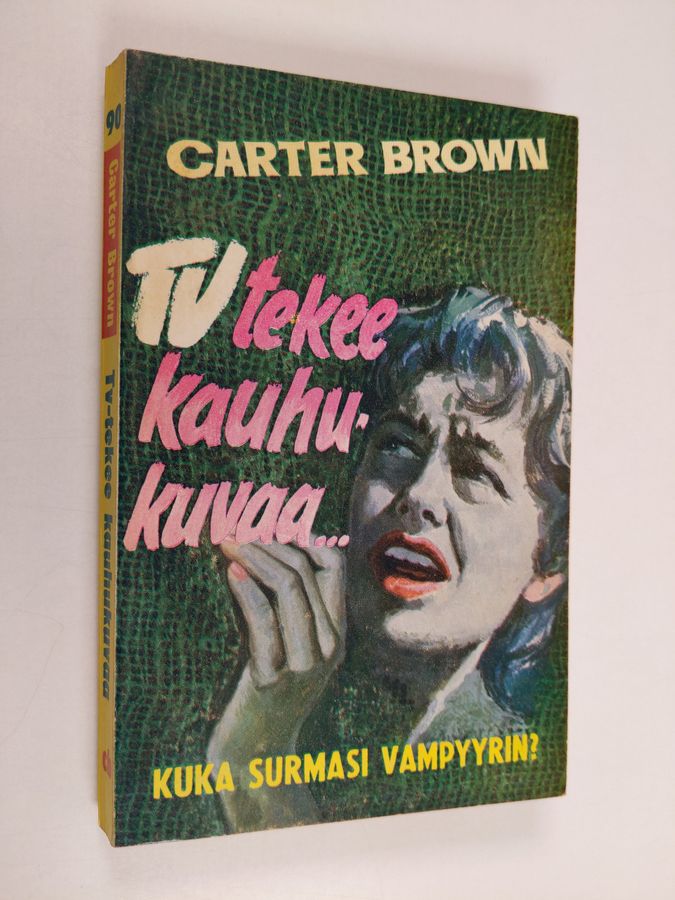 CARTER BROWN
TV tekee
kauhu-
kuvaa...
KUKA SURMASI VAMPYYRIN?
90
Carter Brown
Tv-tekee kauhukuvaa